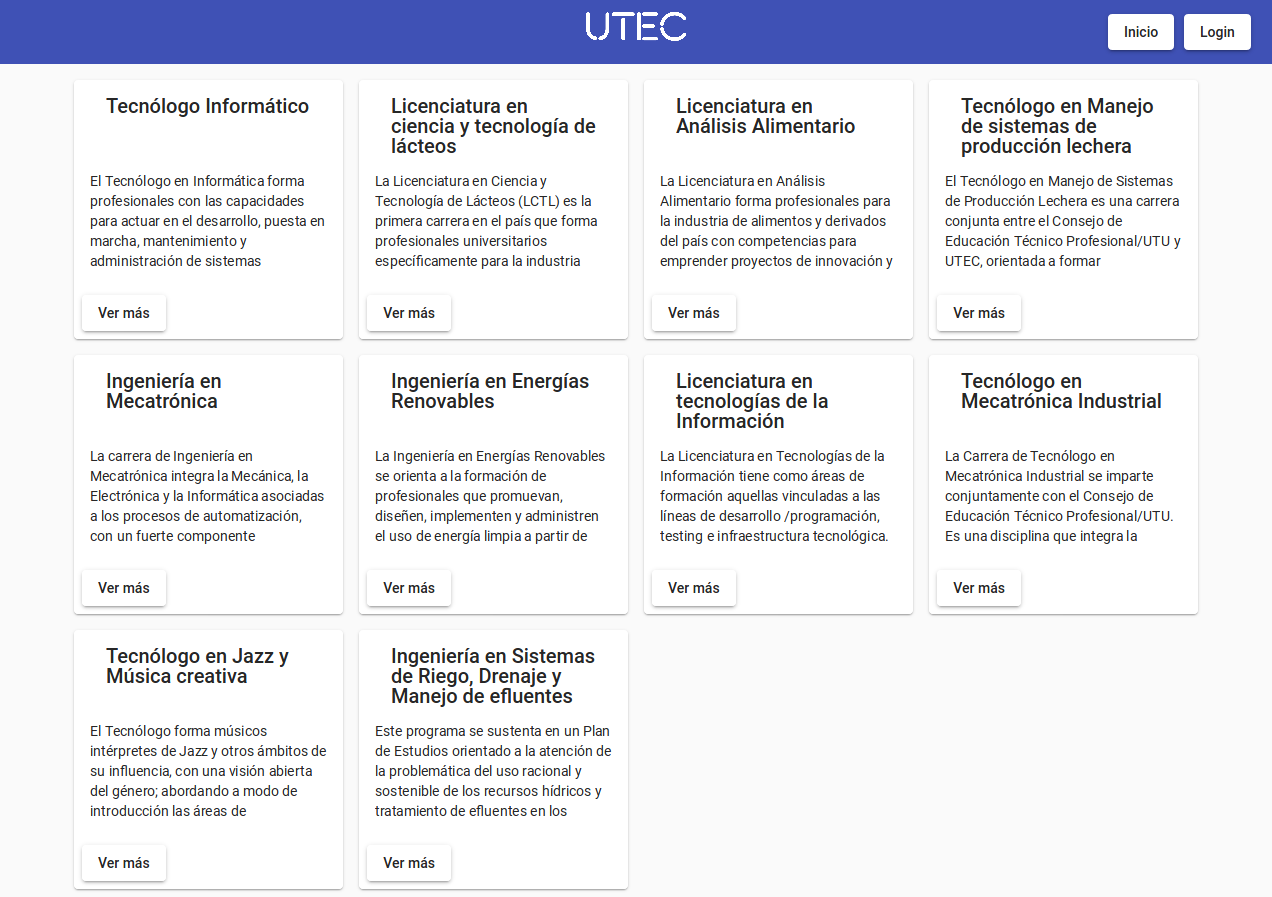 UTEC
Inicio
Login
Tecnólogo Informático
El Tecnólogo en Informática forma
profesionales con las capacidades
para actuar en el desarrollo, puesta en
marcha, mantenimiento y
administración de sistemas
Ver más
Licenciatura en
ciencia y tecnología de
lácteos
La Licenciatura en Ciencia y
Tecnología de Lácteos (LCTL) es la
primera carrera en el país que forma
profesionales universitarios
específicamente para la industria
Ver más
Licenciatura en
Análisis Alimentario
La Licenciatura en Análisis
Alimentario forma profesionales para
la industria de alimentos y derivados
del país con competencias para
emprender proyectos de innovación y
Ver más
Tecnólogo en Manejo
de sistemas de
producción lechera
El Tecnólogo en Manejo de Sistemas
de Producción Lechera es una carrera
conjunta entre el Consejo de
Educación Técnico Profesional/UTU y
UTEC, orientada a formar
Ver más
Ingeniería en
Mecatrónica
La carrera de Ingeniería en
Mecatrónica integra la Mecánica, la
Electrónica y la Informática asociadas
a los procesos de automatización,
con un fuerte componente
Ver más
Ingeniería en Energías
Renovables
La Ingeniería en Energías Renovables
se orienta a la formación de
profesionales que promuevan,
diseñen, implementen y administren
el uso de energía limpia a partir de
Ver más
Licenciatura en
tecnologías de la
Información
La Licenciatura en Tecnologías de la
Información tiene como áreas de
formación aquellas vinculadas a las
líneas de desarrollo /programación,
testing e infraestructura tecnológica.
Ver más
Tecnólogo en
Mecatrónica Industrial
La Carrera de Tecnólogo en
Mecatrónica Industrial se imparte
conjuntamente con el Consejo de
Educación Técnico Profesional/UTU.
Es una disciplina que integra la
Ver más
Tecnólogo en Jazz y
Música creativa
El Tecnólogo forma músicos
intérpretes de Jazz y otros ámbitos de
su influencia, con una visión abierta
del género; abordando a modo de
introducción las áreas de
Ver más
Ingeniería en Sistemas
de Riego, Drenaje y
Manejo de efluentes
Este programa se sustenta en un Plan
de Estudios orientado a la atención de
la problemática del uso racional y
sostenible de los recursos hídricos y
tratamiento de efluentes en los
Ver más